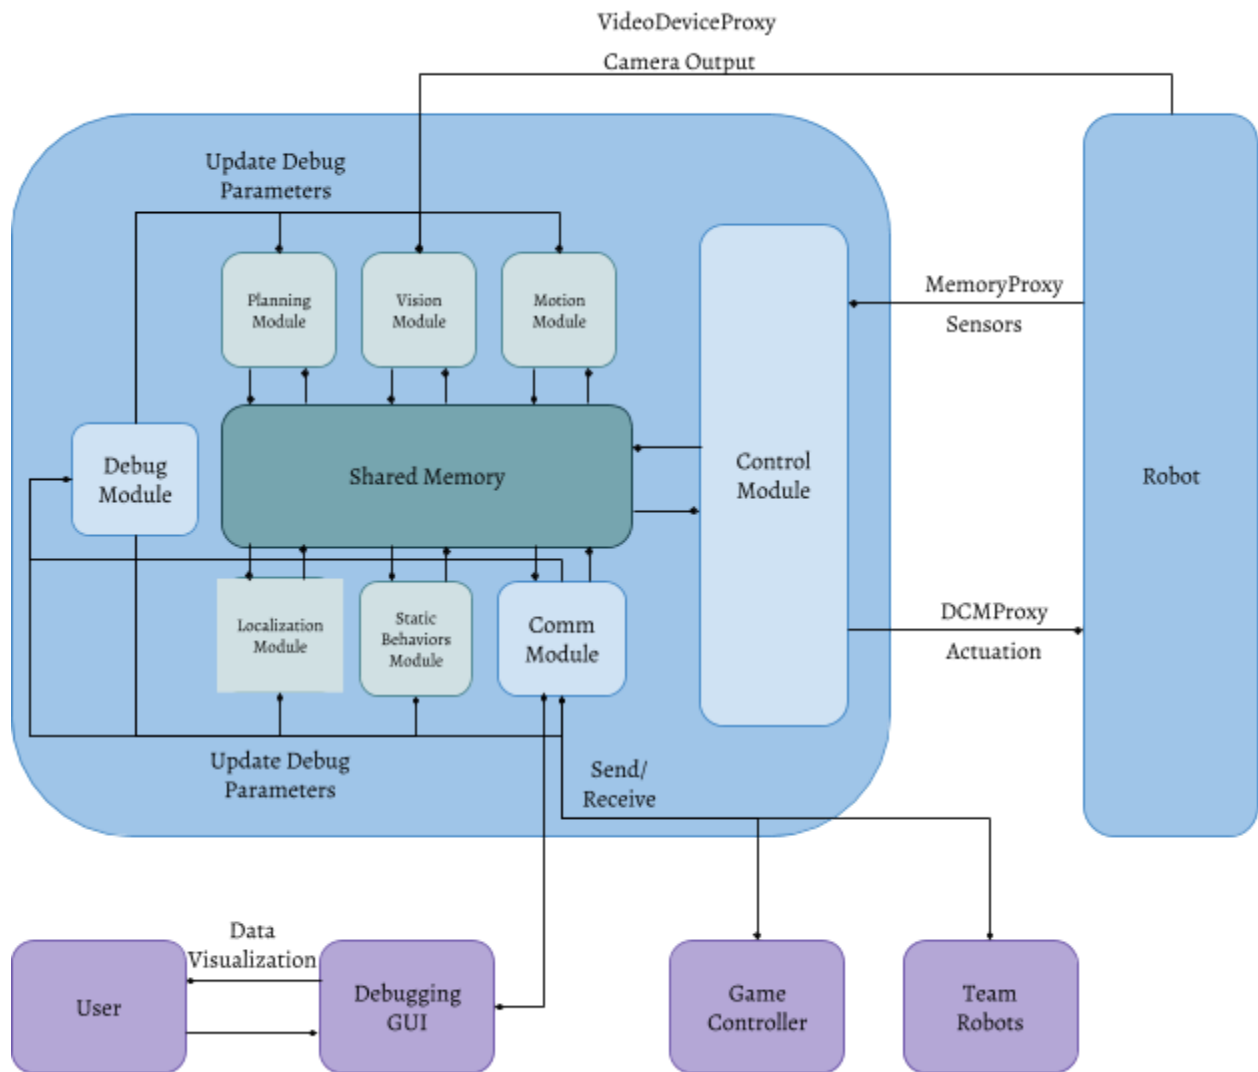 VideoDeviceProxy
Camera Output
Update Debug
Parameters
Planning
Module
Vision
Module
Motion
Module
MemoryProxy
Sensors
Debug
Module
Shared Memory
Control
Module
Robot
Localization
Module
Static
Behaviors
Module
Comm
Module
DCMProxy
Actuation
Update Debug
Parameters
Send/
Receive
Data
Visualization
User
Debugging
GUI
Game
Controller
Team
Robots